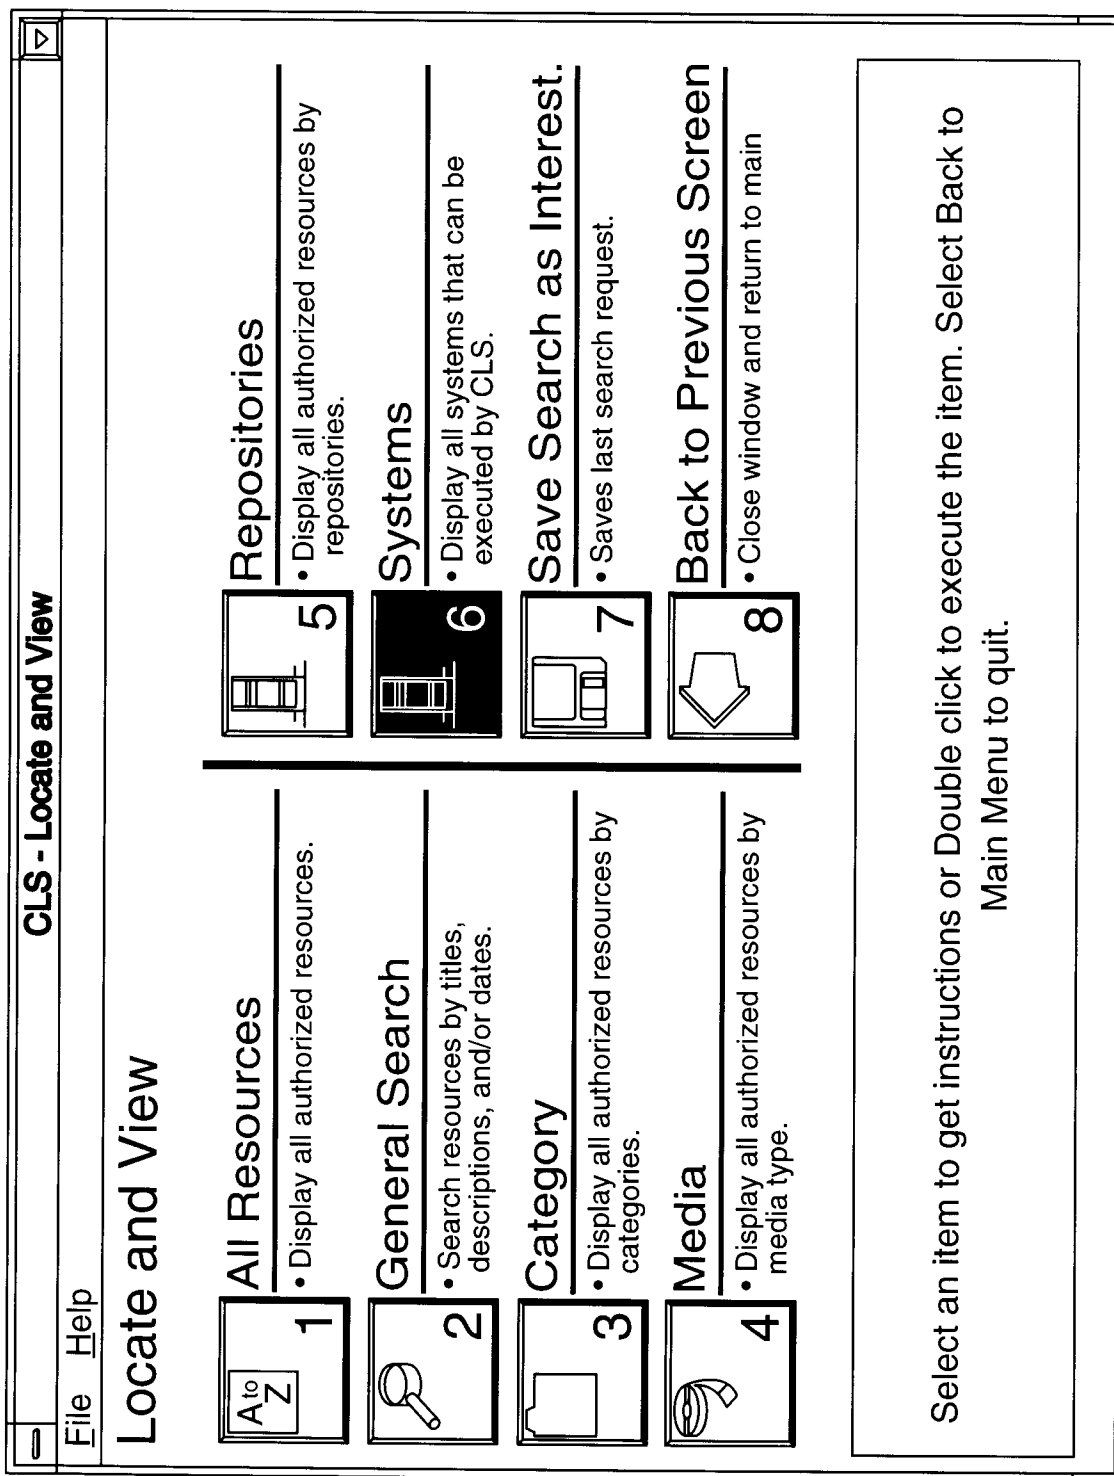 CLS - Locate and View
File Help
Locate and View
A to
Z
1
All Resources
• Display all authorized resources.
2
General Search
• Search resources by titles,
descriptions, and/or dates.
3
Category
• Display all authorized resources by
categories.
4
Media
• Display all authorized resources by
media type.
5
Repositories
• Display all authorized resources by
repositories.
6
Systems
• Display all systems that can be
executed by CLS.
7
Save Search as Interest.
• Saves last search request.
8
Back to Previous Screen
• Close window and return to main
Select an item to get instructions or Double click to execute the item. Select Back to
Main Menu to quit.